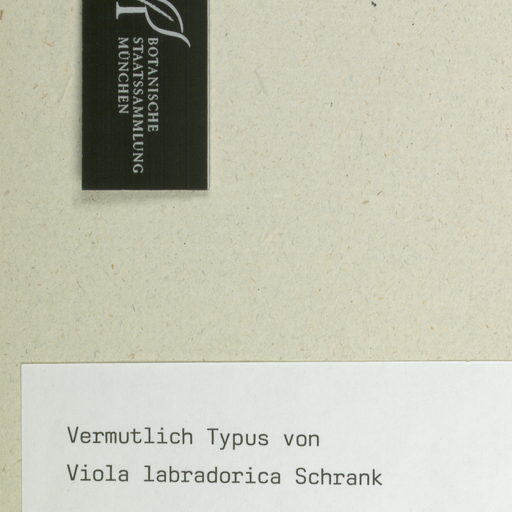 BOTANISCHE
STAATSSAMMLUNG
MÜNCHEN
Vermutlich Typus von
Viola labradorica Schrank